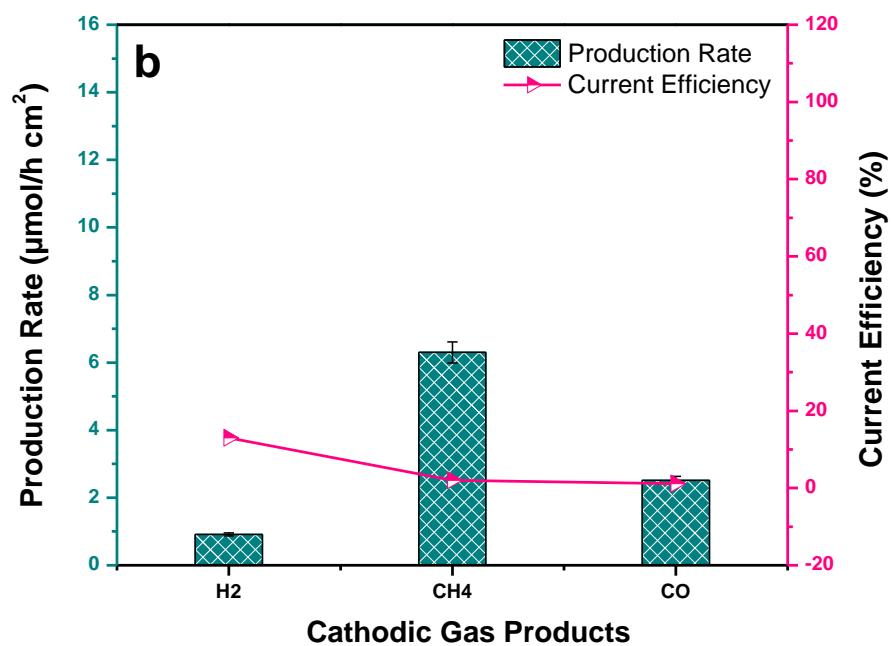 b
Production Rate
Current Efficiency
Production Rate (µmol/h cm²)
16
14
12
10
8
6
4
2
0
120
100
80
60
40
20
0
-20
Current Efficiency (%)
H2 CH4 CO
Cathodic Gas Products